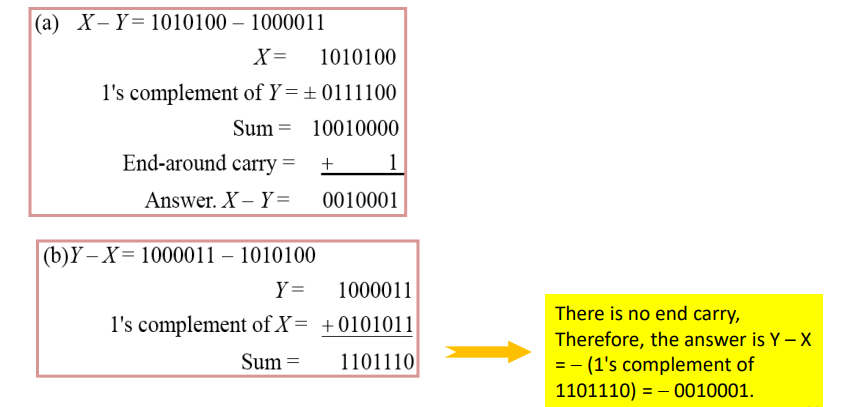 (a) X – Y = 1010100 – 1000011
X = 1010100
1's complement of Y = ± 0111100
Sum = 10010000
End-around carry = + 1
Answer. X – Y = 0010001
(b)Y – X = 1000011 – 1010100
Y = 1000011
1's complement of X = +0101011
Sum = 1101110
There is no end carry,
Therefore, the answer is Y – X
= – (1's complement of
1101110) = – 0010001.